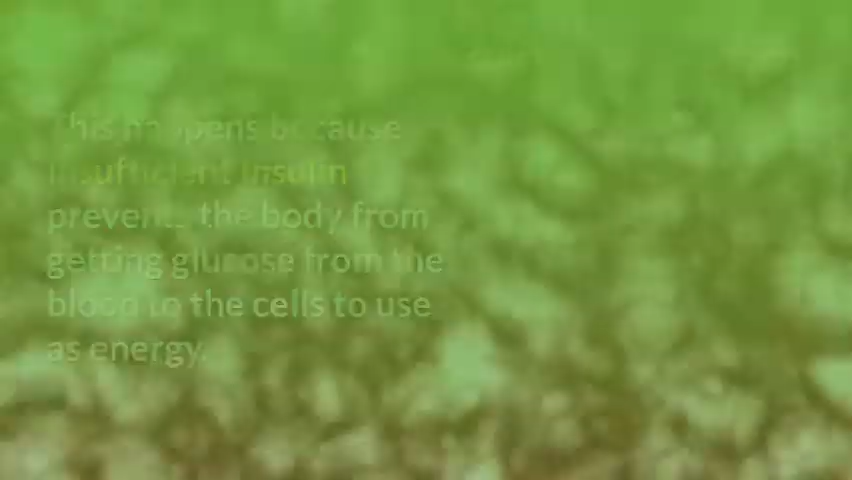 This happens because
insufficient insulin
prevents the body from
getting glucose from the
blood to the cells to use
as energy.